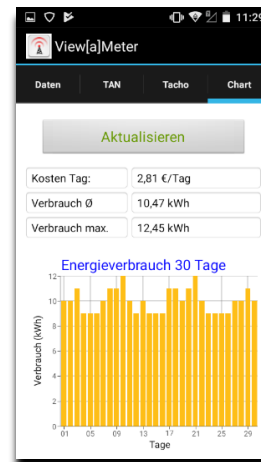 11:29
View[a]Meter
Daten TAN Tacho Chart
Aktualisieren
Kosten Tag: 2,81 €/Tag
Verbrauch Ø 10,47 kWh
Verbrauch max. 12,45 kWh
Energieverbrauch 30 Tage
Verbrauch (kWh)
12
10
8
6
4
2
0
01 05 09 13 17 21 25 29
Tage